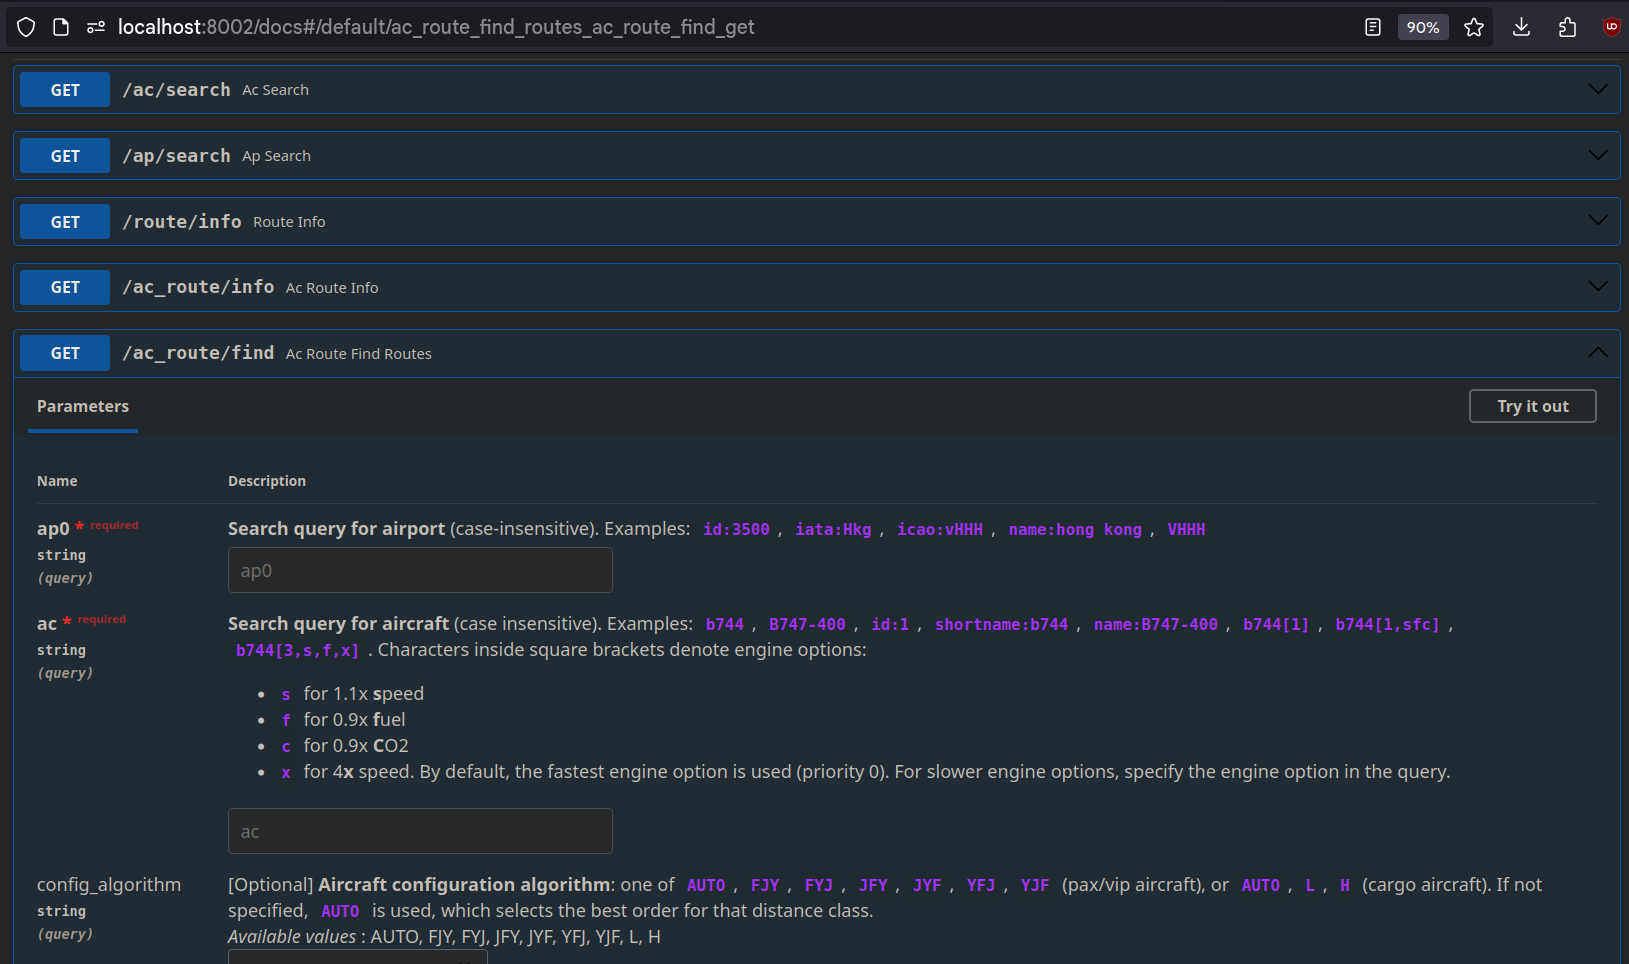 localhost:8002/docs#/default/ac_route_find_routes_ac_route_find_get 90%
GET /ac/search Ac Search
GET /ap/search Ap Search
GET /route/info Route Info
GET /ac_route/info Ac Route Info
GET /ac_route/find Ac Route Find Routes
Parameters Try it out
Name Description
ap0 * required Search query for airport (case-insensitive). Examples: id:3500 , iata:Hkg , icao:vHHH , name:hong kong , VHHH
string
(query)
ap0
ac * required Search query for aircraft (case insensitive). Examples: b744 , B747-400 , id:1 , shortname:b744 , name:B747-400 , b744[1] , b744[1,sfc] ,
string
b744[3,s,f,x] . Characters inside square brackets denote engine options:
(query)
• s for 1.1x speed
• f for 0.9x fuel
• c for 0.9x CO2
• x for 4x speed. By default, the fastest engine option is used (priority 0). For slower engine options, specify the engine option in the query.
ac
config_algorithm [Optional] Aircraft configuration algorithm: one of AUTO , FJY , FYJ , JFY , JYF , YFJ , YJF (pax/vip aircraft), or AUTO , L , H (cargo aircraft). If not
string
specified, AUTO is used, which selects the best order for that distance class.
(query)
Available values : AUTO, FJY, FYJ, JFY, JYF, YFJ, YJF, L, H